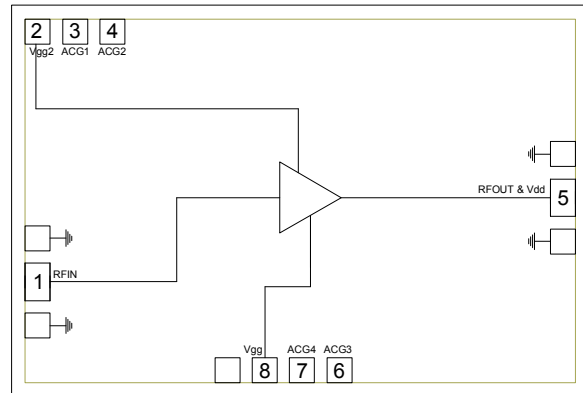 2 3 4
Vgg2 ACG1 ACG2
RFOUT & Vdd 5
1 RFIN
Vgg ACG4 ACG3
8 7 6